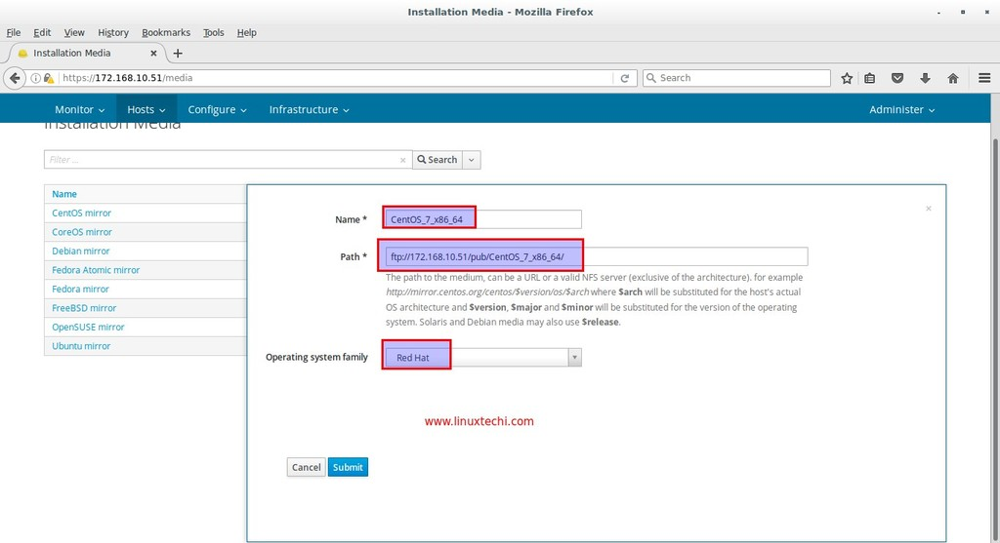 Installation Media - Mozilla Firefox
File Edit View History Bookmarks Tools Help
Installation Media
https://172.168.10.51/media
Search
Monitor Hosts Configure Infrastructure Administer
Installation Media
Filter ...
Search
Name
CentOS mirror
CoreOS mirror
Debian mirror
Fedora Atomic mirror
Fedora mirror
FreeBSD mirror
OpenSUSE mirror
Ubuntu mirror
Name * CentOS_7_x86_64
Path * ftp://172.168.10.51/pub/CentOS_7_x86_64/
The path to the medium, can be a URL or a valid NFS server (exclusive of the architecture). for example
http://mirror.centos.org/centos/$version/os/$arch where $arch will be substituted for the host's actual
OS architecture and $version, $major and $minor will be substituted for the version of the operating
system. Solaris and Debian media may also use $release.
Operating system family Red Hat
www.linuxtechi.com
Cancel Submit